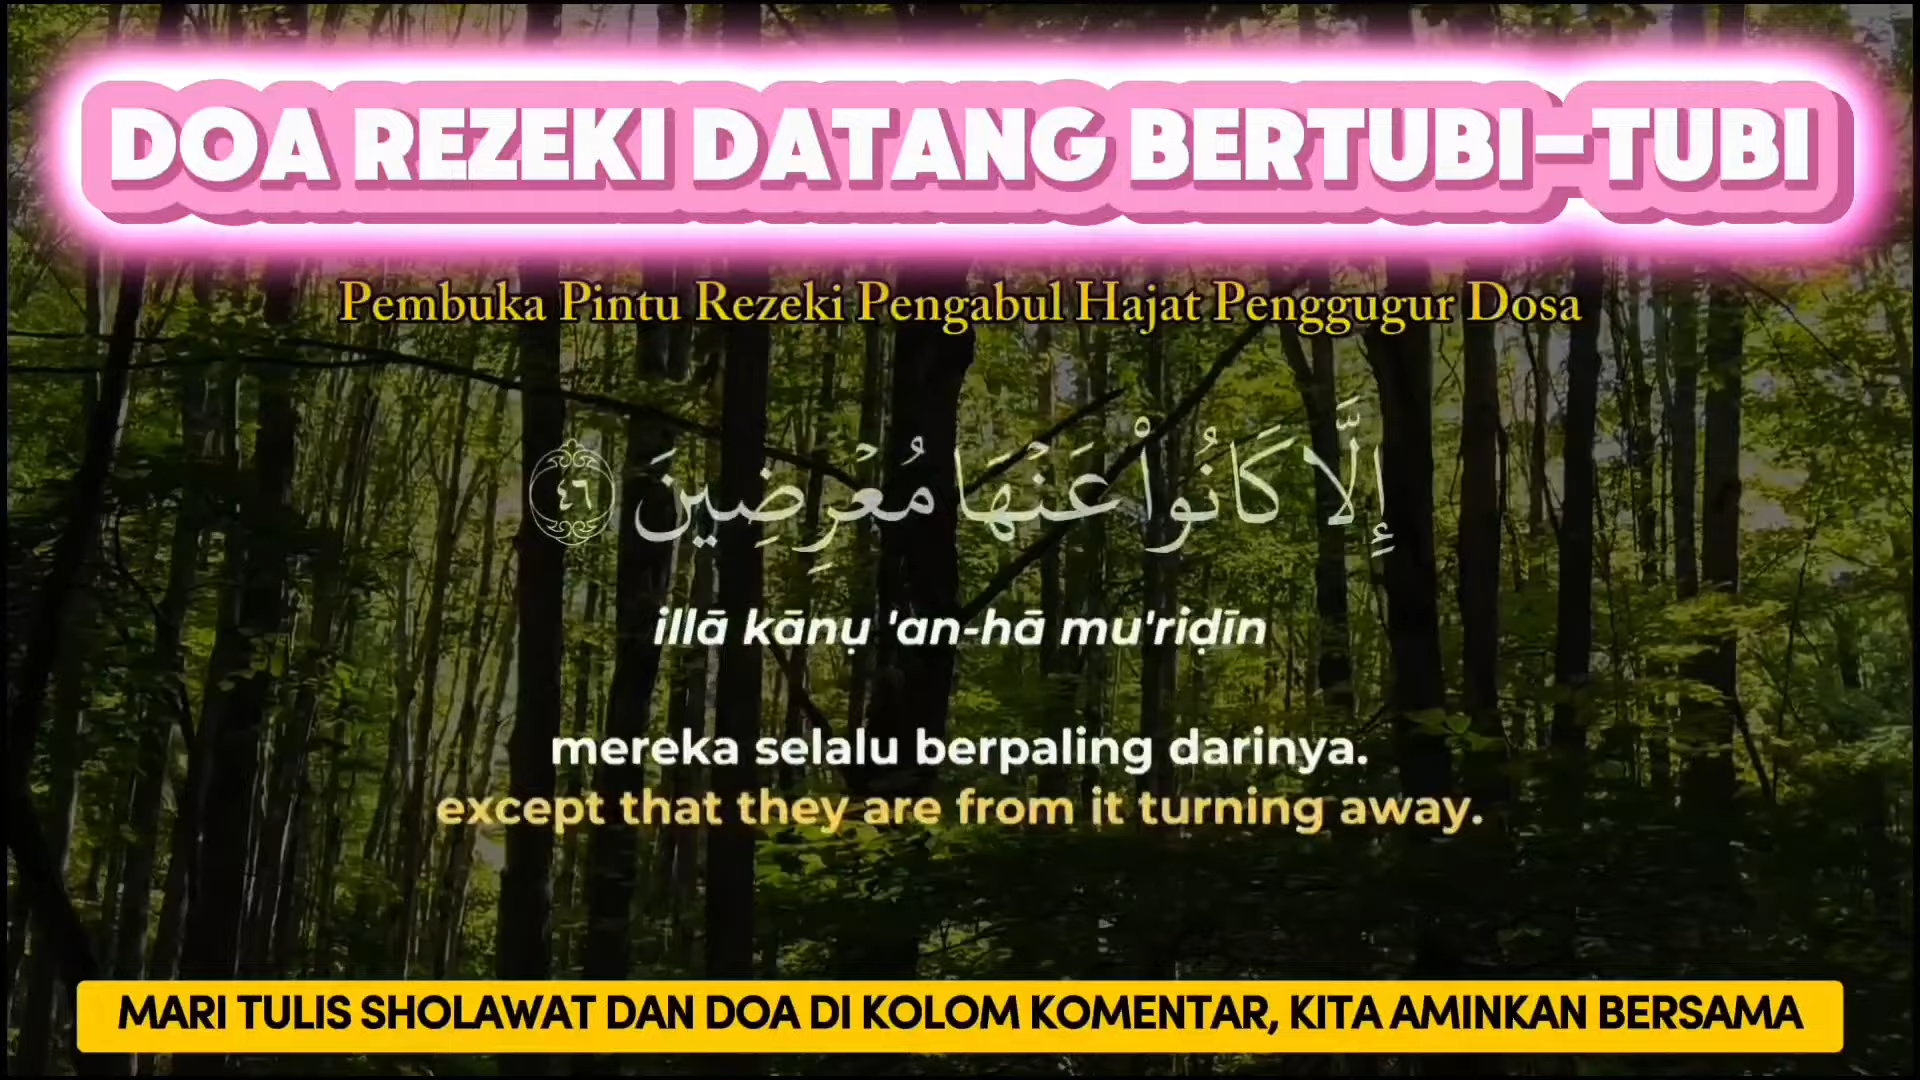 DOA REZEKI DATANG BERTUBI-TUBI
Pembuka Pintu Rezeki Pengabul Hajat Penggugur Dosa
إِلَّا كَانُوا۟ عَنْهَا مُعْرِضِينَ ٤٦
illā kānụ 'an-hā mu'riḍīn
mereka selalu berpaling darinya.
except that they are from it turning away.
MARI TULIS SHOLAWAT DAN DOA DI KOLOM KOMENTAR, KITA AMINKAN BERSAMA